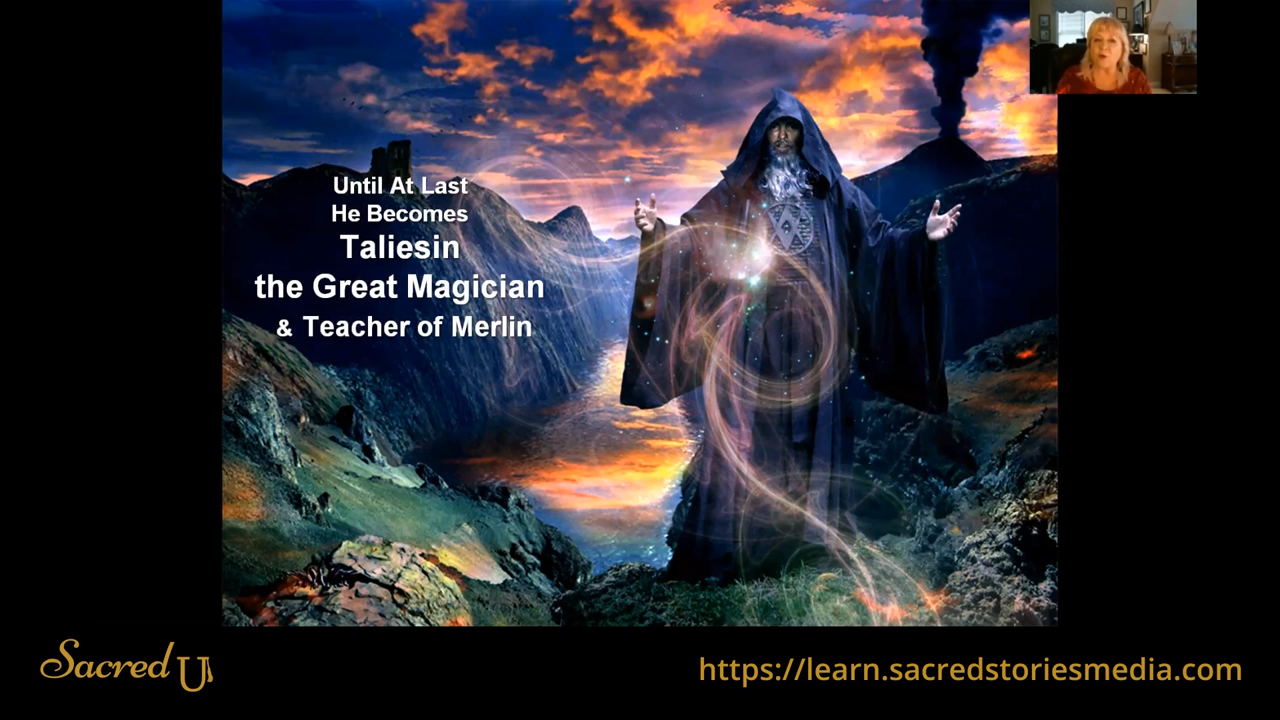 Until At Last
He Becomes
Taliesin
the Great Magician
& Teacher of Merlin
Sacred U
https://learn.sacredstoriesmedia.com